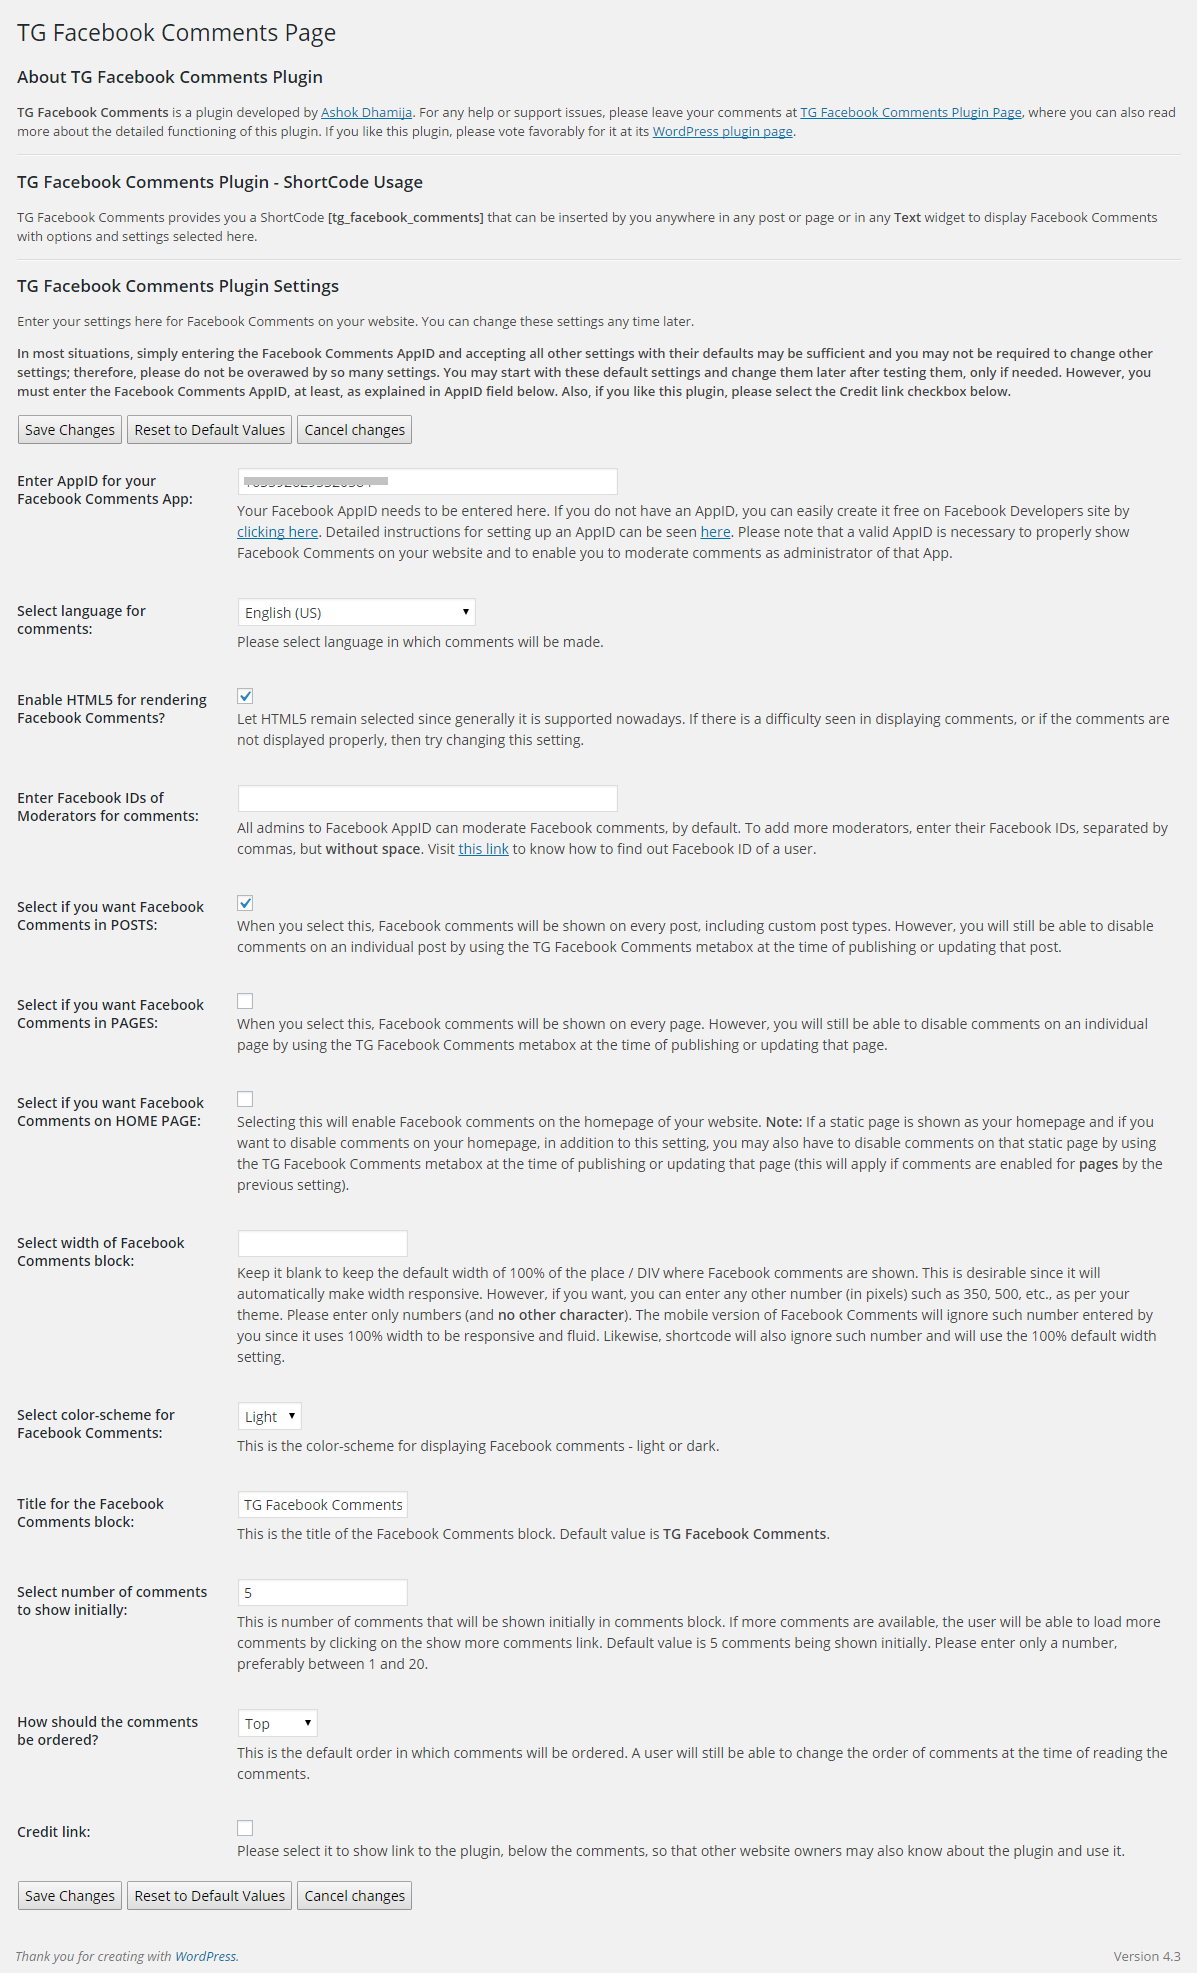 TG Facebook Comments Page
About TG Facebook Comments Plugin
TG Facebook Comments is a plugin developed by Ashok Dhamija. For any help or support issues, please leave your comments at TG Facebook Comments Plugin Page, where you can also read
more about the detailed functioning of this plugin. If you like this plugin, please vote favorably for it at its WordPress plugin page.
TG Facebook Comments Plugin - ShortCode Usage
TG Facebook Comments provides you a ShortCode [tg_facebook_comments] that can be inserted by you anywhere in any post or page or in any Text widget to display Facebook Comments
with options and settings selected here.
TG Facebook Comments Plugin Settings
Enter your settings here for Facebook Comments on your website. You can change these settings any time later.
In most situations, simply entering the Facebook Comments AppID and accepting all other settings with their defaults may be sufficient and you may not be required to change other
settings; therefore, please do not be overawed by so many settings. You may start with these default settings and change them later after testing them, only if needed. However, you
must enter the Facebook Comments AppID, at least, as explained in AppID field below. Also, if you like this plugin, please select the Credit link checkbox below.
Save Changes Reset to Default Values Cancel changes
Enter AppID for your
Facebook Comments App:
Your Facebook AppID needs to be entered here. If you do not have an AppID, you can easily create it free on Facebook Developers site by
clicking here. Detailed instructions for setting up an AppID can be seen here. Please note that a valid AppID is necessary to properly show
Facebook Comments on your website and to enable you to moderate comments as administrator of that App.
Select language for
comments:
English (US)
Please select language in which comments will be made.
Enable HTML5 for rendering
Facebook Comments?
Let HTML5 remain selected since generally it is supported nowadays. If there is a difficulty seen in displaying comments, or if the comments are
not displayed properly, then try changing this setting.
Enter Facebook IDs of
Moderators for comments:
All admins to Facebook AppID can moderate Facebook comments, by default. To add more moderators, enter their Facebook IDs, separated by
commas, but without space. Visit this link to know how to find out Facebook ID of a user.
Select if you want Facebook
Comments in POSTS:
When you select this, Facebook comments will be shown on every post, including custom post types. However, you will still be able to disable
comments on an individual post by using the TG Facebook Comments metabox at the time of publishing or updating that post.
Select if you want Facebook
Comments in PAGES:
When you select this, Facebook comments will be shown on every page. However, you will still be able to disable comments on an individual
page by using the TG Facebook Comments metabox at the time of publishing or updating that page.
Select if you want Facebook
Comments on HOME PAGE:
Selecting this will enable Facebook comments on the homepage of your website. Note: If a static page is shown as your homepage and if you
want to disable comments on your homepage, in addition to this setting, you may also have to disable comments on that static page by using
the TG Facebook Comments metabox at the time of publishing or updating that page (this will apply if comments are enabled for pages by the
previous setting).
Select width of Facebook
Comments block:
Keep it blank to keep the default width of 100% of the place / DIV where Facebook comments are shown. This is desirable since it will
automatically make width responsive. However, if you want, you can enter any other number (in pixels) such as 350, 500, etc., as per your
theme. Please enter only numbers (and no other character). The mobile version of Facebook Comments will ignore such number entered by
you since it uses 100% width to be responsive and fluid. Likewise, shortcode will also ignore such number and will use the 100% default width
setting.
Select color-scheme for
Facebook Comments:
Light
This is the color-scheme for displaying Facebook comments - light or dark.
Title for the Facebook
Comments block:
TG Facebook Comments
This is the title of the Facebook Comments block. Default value is TG Facebook Comments.
Select number of comments
to show initially:
5
This is number of comments that will be shown initially in comments block. If more comments are available, the user will be able to load more
comments by clicking on the show more comments link. Default value is 5 comments being shown initially. Please enter only a number,
preferably between 1 and 20.
How should the comments
be ordered?
Top
This is the default order in which comments will be ordered. A user will still be able to change the order of comments at the time of reading the
comments.
Credit link:
Please select it to show link to the plugin, below the comments, so that other website owners may also know about the plugin and use it.
Save Changes Reset to Default Values Cancel changes
Thank you for creating with WordPress. Version 4.3